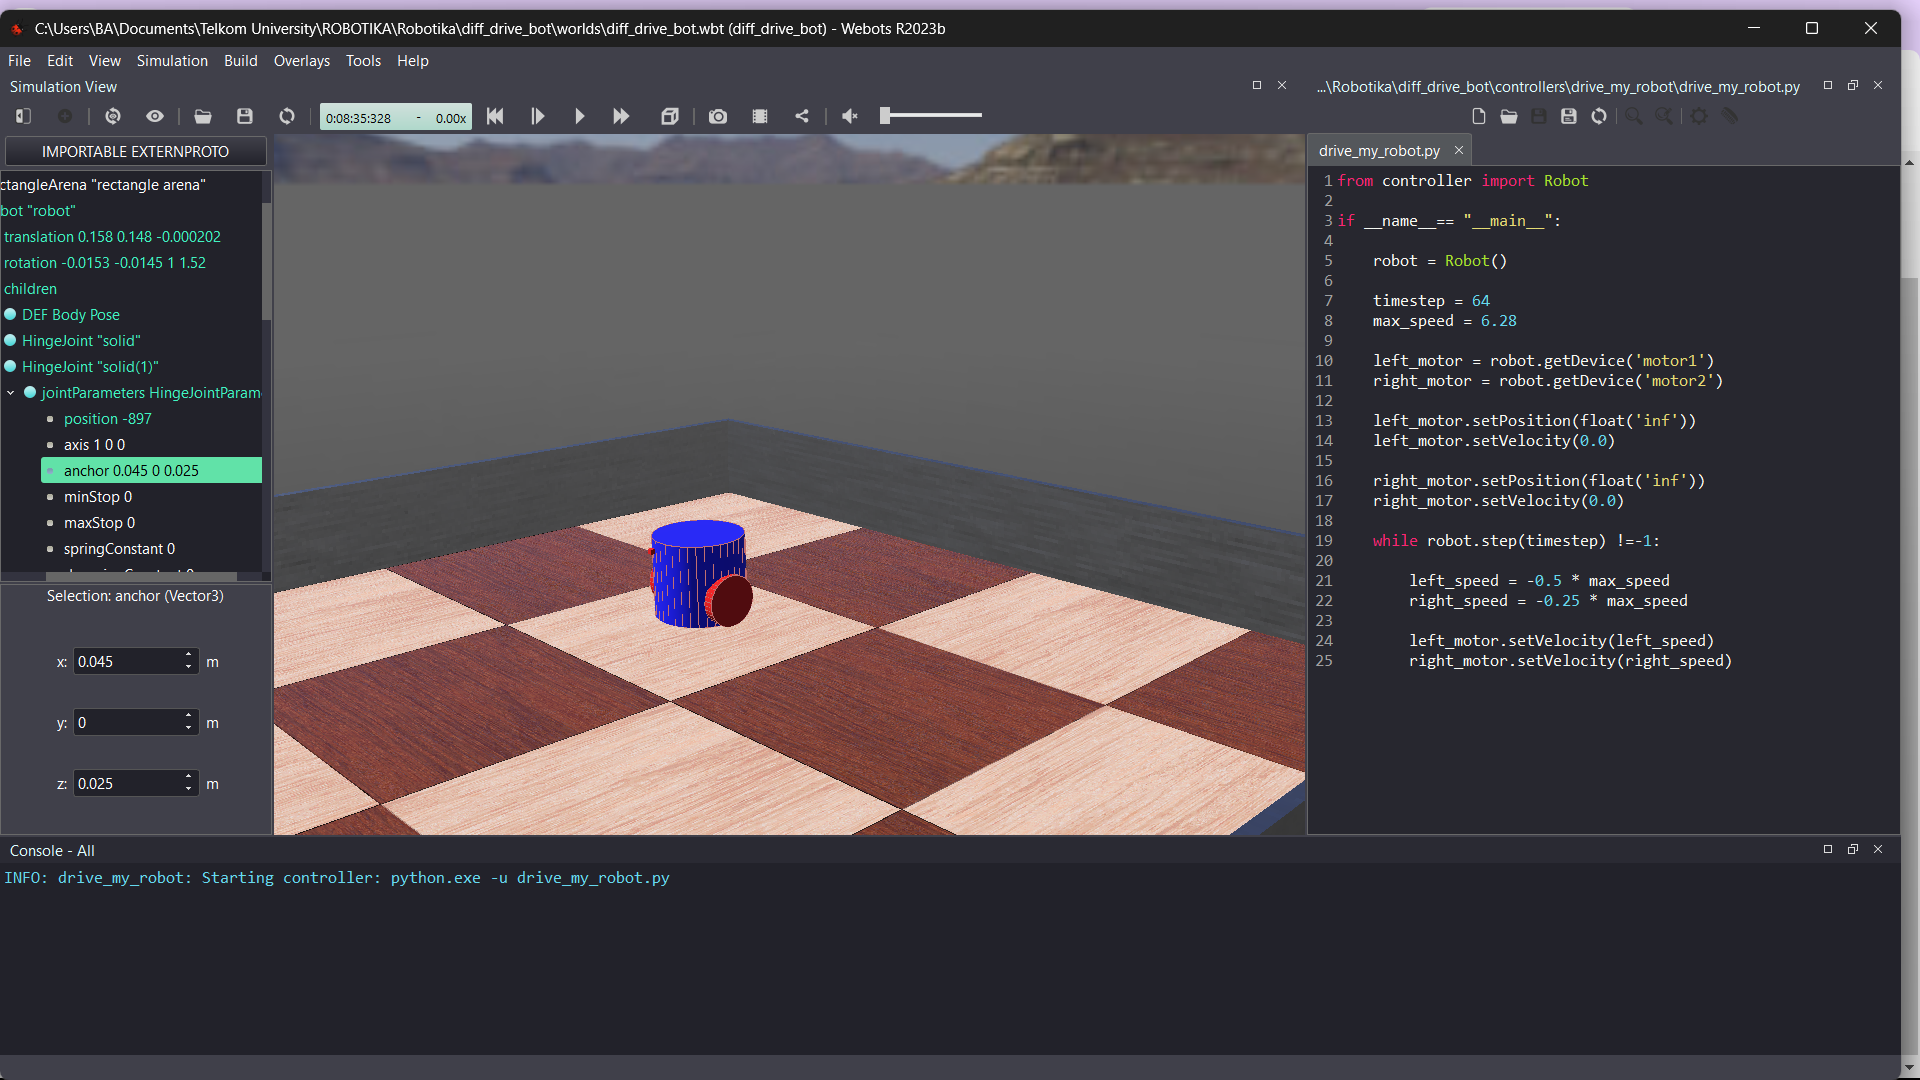 C:\Users\BA\Documents\Telkom University\ROBOTIKA\Robotika\diff_drive_bot\worlds\diff_drive_bot.wbt (diff_drive_bot) - Webots R2023b
File Edit View Simulation Build Overlays Tools Help
Simulation View
0:08:35:328 - 0.00x
IMPORTABLE EXTERNPROTO
ctangleArena "rectangle arena"
bot "robot"
translation 0.158 0.148 -0.000202
rotation -0.0153 -0.0145 1 1.52
children
DEF Body Pose
HingeJoint "solid"
HingeJoint "solid(1)"
jointParameters HingeJointParam
position -897
axis 1 0 0
anchor 0.045 0 0.025
minStop 0
maxStop 0
springConstant 0
Selection: anchor (Vector3)
x: 0.045 m
y: 0 m
z: 0.025 m
...\Robotika\diff_drive_bot\controllers\drive_my_robot\drive_my_robot.py
drive_my_robot.py
1 from controller import Robot
2
3 if __name__== "__main__":
4
5 robot = Robot()
6
7 timestep = 64
8 max_speed = 6.28
9
10 left_motor = robot.getDevice('motor1')
11 right_motor = robot.getDevice('motor2')
12
13 left_motor.setPosition(float('inf'))
14 left_motor.setVelocity(0.0)
15
16 right_motor.setPosition(float('inf'))
17 right_motor.setVelocity(0.0)
18
19 while robot.step(timestep) !=-1:
20
21 left_speed = -0.5 * max_speed
22 right_speed = -0.25 * max_speed
23
24 left_motor.setVelocity(left_speed)
25 right_motor.setVelocity(right_speed)
Console - All
INFO: drive_my_robot: Starting controller: python.exe -u drive_my_robot.py